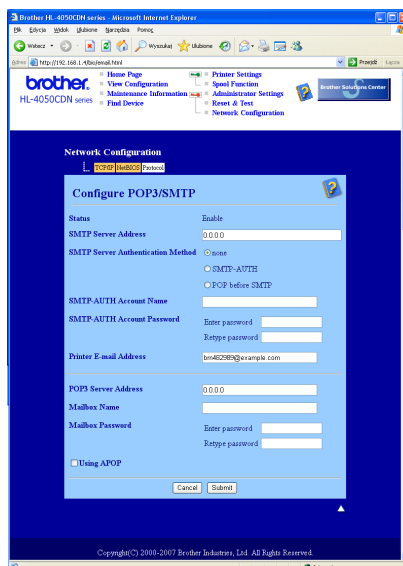 Brother HL-4050CDN series - Microsoft Internet Explorer
Plik Edycja Widok Ulubione Narzędzia Pomoc
Wstecz Wyszukaj Ulubione
Adres http://192.168.1.4/bio/email.html Przejdź Łącza
brother.
HL-4050CDN series
Home Page
View Configuration
Maintenance Information
Find Device
Printer Settings
Spool Function
Administrator Settings
Reset & Test
Network Configuration
Brother Solutions Center
Network Configuration
TCP/IP NetBIOS Protocol
Configure POP3/SMTP
Status Enable
SMTP Server Address 0.0.0.0
SMTP Server Authentication Method none
SMTP-AUTH
POP before SMTP
SMTP-AUTH Account Name
SMTP-AUTH Account Password Enter password
Retype password
Printer E-mail Address brn482989@example.com
POP3 Server Address 0.0.0.0
Mailbox Name
Mailbox Password Enter password
Retype password
Using APOP
Cancel Submit
Copyright(C) 2000-2007 Brother Industries, Ltd. All Rights Reserved.